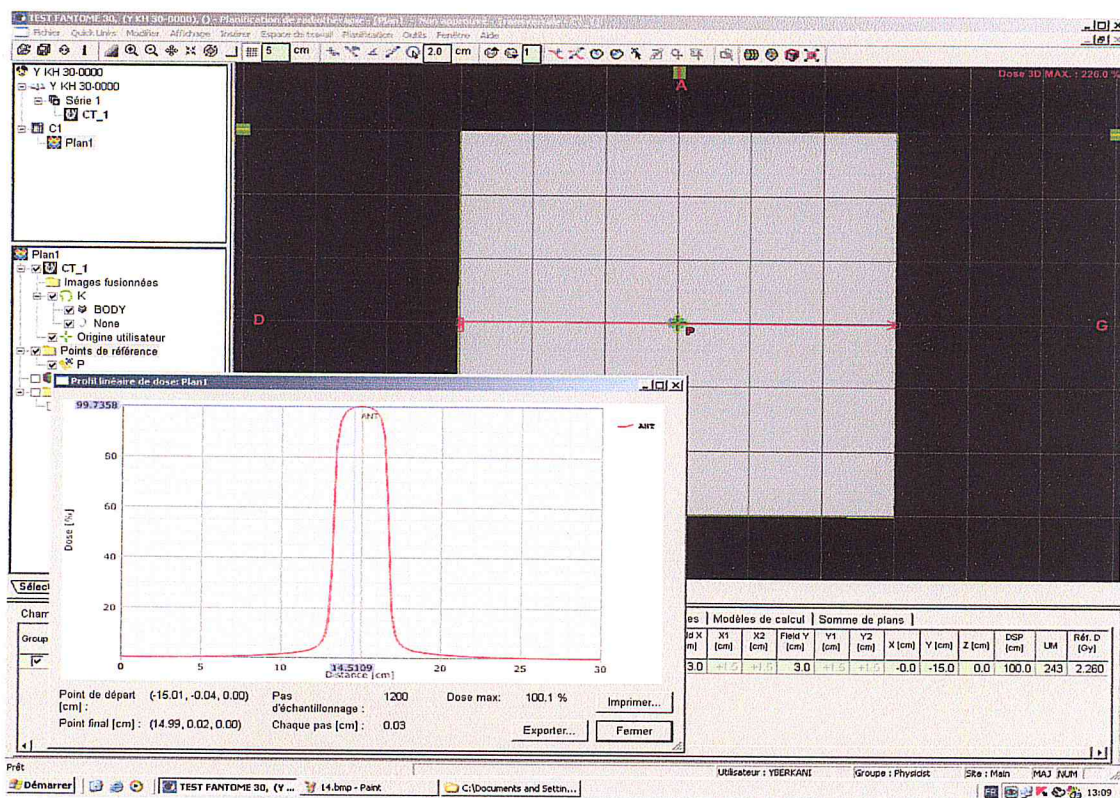 TEST FANTOME 30, (Y KH 30-0000), () - Planification de radiothérapie - [Plan1 - Non approuvé - Transversale - CT_1]
Fichier Quick Links Modifier Affichage Insérer Espace de travail Planification Outils Fenêtre Aide
5 cm 2.0 cm 1
Y KH 30-0000
Y KH 30-0000
Série 1
CT_1
C1
Plan1
Dose 3D MAX. : 226.0 %
A
D
G
P
Plan1
CT_1
Images fusionnées
K
BODY
None
Origine utilisateur
Points de référence
P
Profil linéaire de dose: Plan1
99.7358
80
60
40
20
Dose [%]
ANT
ANT
0 5 10 14.5109 20 25 30
Distance [cm]
Point de départ [cm] : (-15.01, -0.04, 0.00)
Pas d'échantillonnage : 1200
Dose max: 100.1 %
Imprimer...
Point final [cm] : (14.99, 0.02, 0.00)
Chaque pas [cm] : 0.03
Exporter...
Fermer
Sélec
Cham
Group
es Modèles de calcul Somme de plans
X1 [cm] X2 [cm] Field Y [cm] Y1 [cm] Y2 [cm] X [cm] Y [cm] Z [cm] DSP [cm] UM Réf. D [Gy]
3.0 +1.5 +1.5 3.0 +1.5 +1.5 -0.0 -15.0 0.0 100.0 243 2.260
Prêt
Utilisateur : YBERKANI Groupe : Physicist Site : Main MAJ NUM
Démarrer TEST FANTOME 30, (Y ... 14.bmp - Paint C:\Documents and Settin... FR 13:09